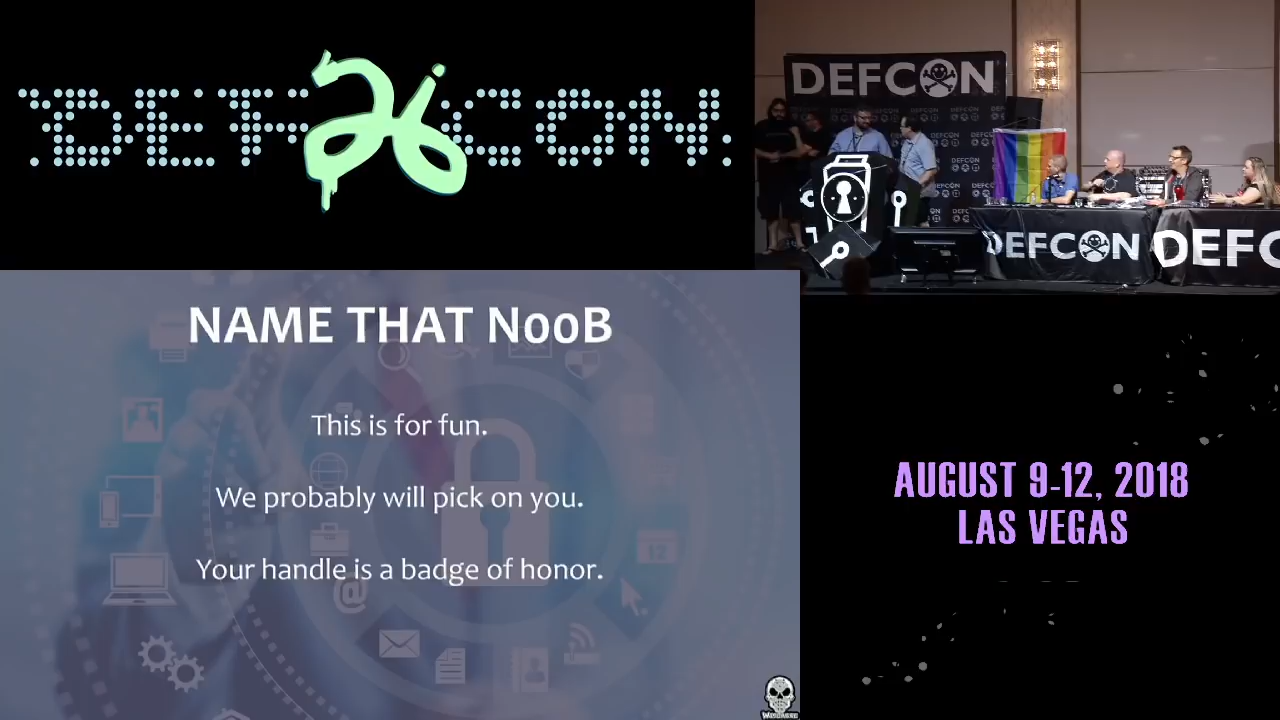 DEF 26 CON
DEFCON
DEFCON
DEFCON
DEFC
NAME THAT NooB
This is for fun.
We probably will pick on you.
Your handle is a badge of honor.
AUGUST 9-12, 2018
LAS VEGAS